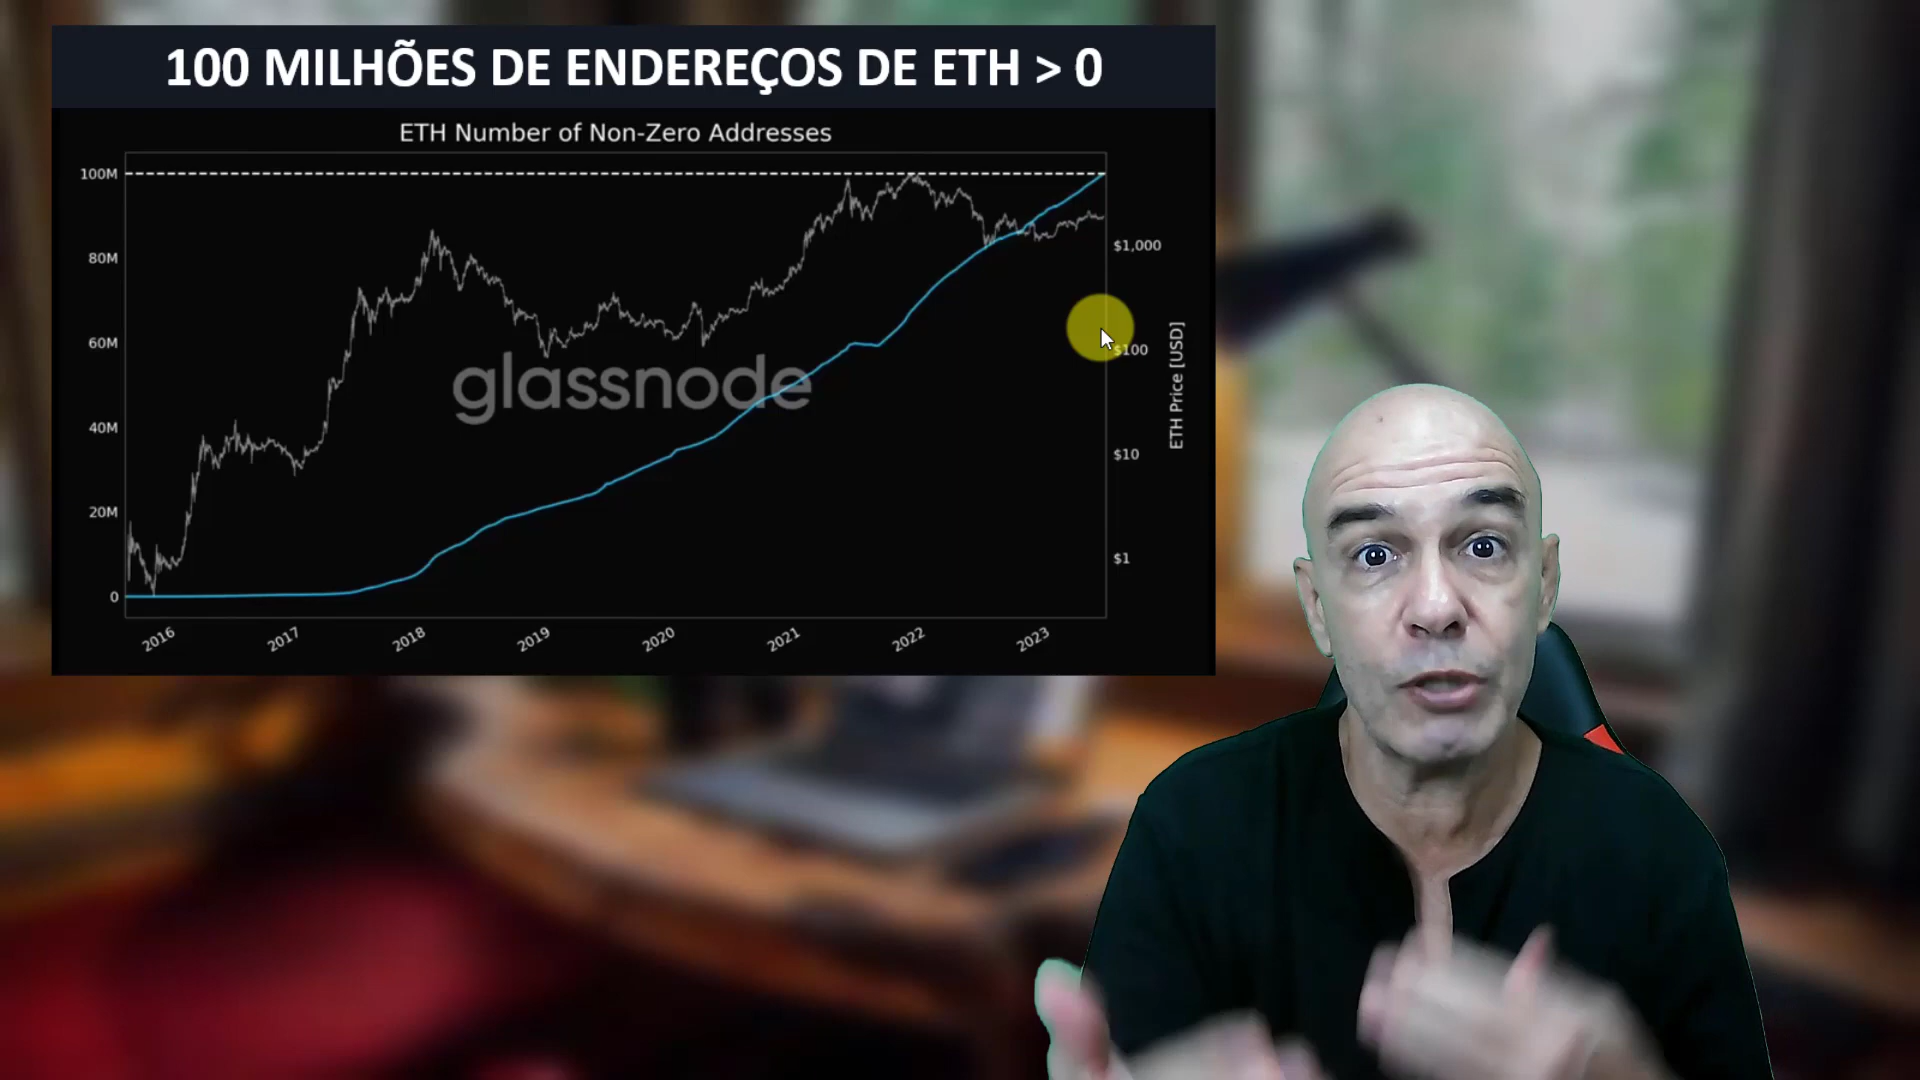 100 MILHÕES DE ENDEREÇOS DE ETH > 0
ETH Number of Non-Zero Addresses
100M
80M
60M
40M
20M
0
glassnode
$1,000
$100
$10
$1
ETH Price [USD]
2016 2017 2018 2019 2020 2021 2022 2023